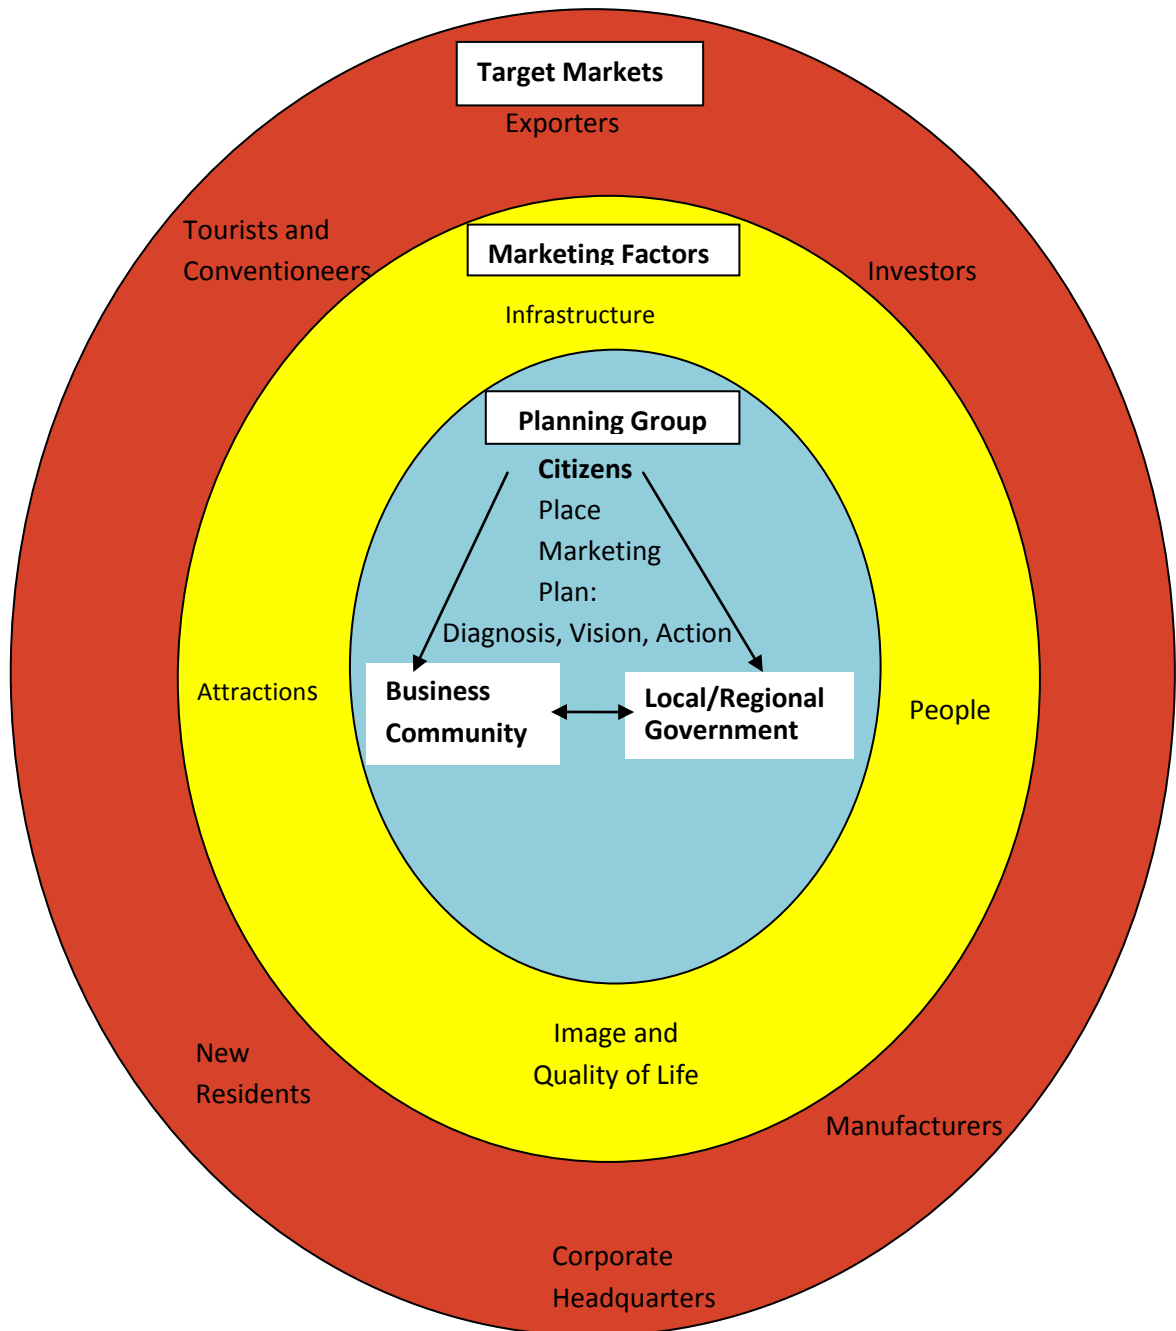 Target Markets
Exporters
Tourists and
Conventioneers
Investors
Marketing Factors
Infrastructure
Planning Group
Citizens
Place
Marketing
Plan:
Diagnosis, Vision, Action
Business
Community
Local/Regional
Government
Attractions
People
Image and
Quality of Life
New
Residents
Manufacturers
Corporate
Headquarters